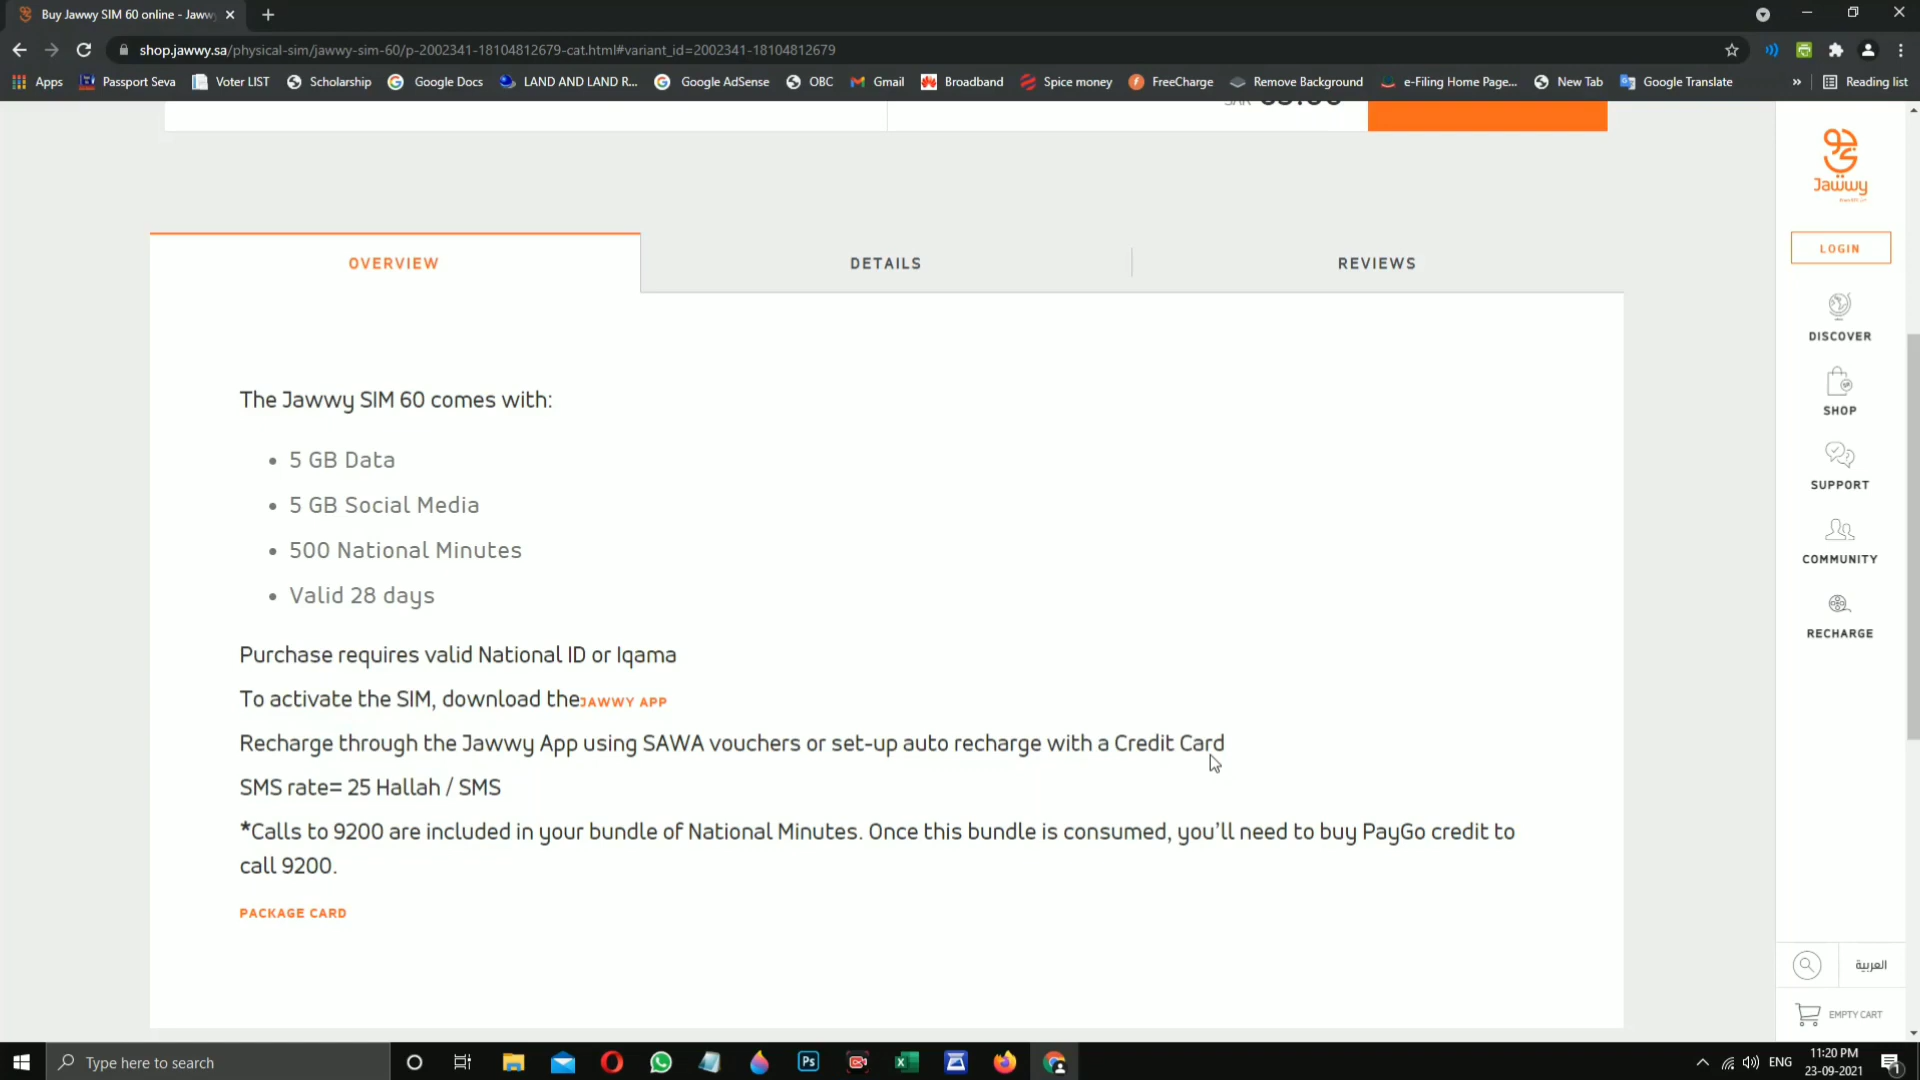 Buy Jawwy SIM 60 online - Jaww
shop.jawwy.sa/physical-sim/jawwy-sim-60/p-2002341-18104812679-cat.html#variant_id=2002341-18104812679
Apps Passport Seva Voter LIST Scholarship Google Docs LAND AND LAND R... Google AdSense OBC Gmail Broadband Spice money FreeCharge Remove Background e-Filing Home Page... New Tab Google Translate » Reading list
SAR
جوّي
Jawwy
LOGIN
OVERVIEW DETAILS REVIEWS
DISCOVER
SHOP
SUPPORT
COMMUNITY
RECHARGE
The Jawwy SIM 60 comes with:
• 5 GB Data
• 5 GB Social Media
• 500 National Minutes
• Valid 28 days
Purchase requires valid National ID or Iqama
To activate the SIM, download theJAWWY APP
Recharge through the Jawwy App using SAWA vouchers or set-up auto recharge with a Credit Card
SMS rate= 25 Hallah / SMS
*Calls to 9200 are included in your bundle of National Minutes. Once this bundle is consumed, you'll need to buy PayGo credit to
call 9200.
PACKAGE CARD
العربية
EMPTY CART
Type here to search
Ps
ENG
11:20 PM
23-09-2021
1